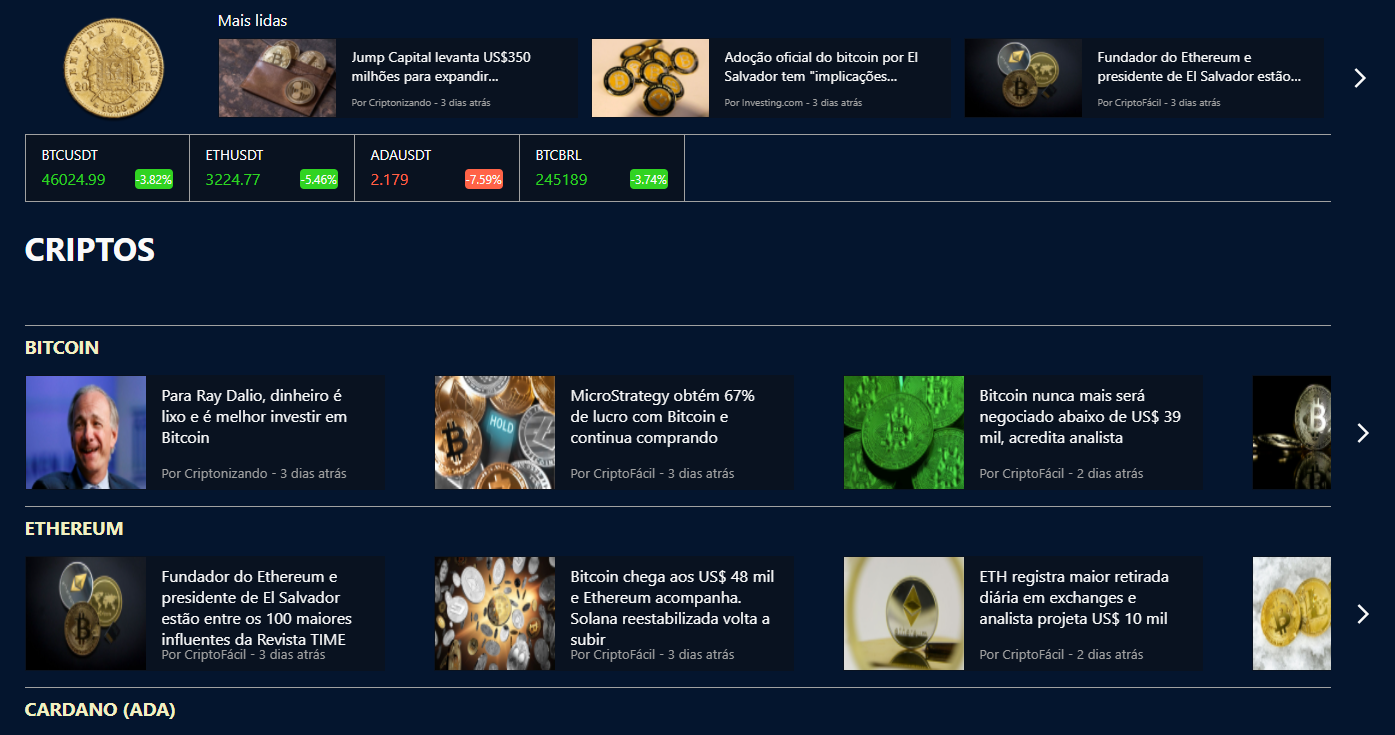 Mais lidas
Jump Capital levanta US$350
milhões para expandir...
Por Criptonizando - 3 dias atrás
Adoção oficial do bitcoin por El
Salvador tem "implicações...
Por Investing.com - 3 dias atrás
Fundador do Ethereum e
presidente de El Salvador estão...
Por CriptoFácil - 3 dias atrás
BTCUSDT
46024.99 -3.82%
ETHUSDT
3224.77 -5.46%
ADAUSDT
2.179 -7.59%
BTCBRL
245189 -3.74%
CRIPTOS
BITCOIN
Para Ray Dalio, dinheiro é
lixo e é melhor investir em
Bitcoin
Por Criptonizando - 3 dias atrás
HOLD
MicroStrategy obtém 67%
de lucro com Bitcoin e
continua comprando
Por CriptoFácil - 3 dias atrás
Bitcoin nunca mais será
negociado abaixo de US$ 39
mil, acredita analista
Por CriptoFácil - 2 dias atrás
ETHEREUM
Fundador do Ethereum e
presidente de El Salvador
estão entre os 100 maiores
influentes da Revista TIME
Por CriptoFácil - 3 dias atrás
Bitcoin chega aos US$ 48 mil
e Ethereum acompanha.
Solana reestabilizada volta a
subir
Por CriptoFácil - 3 dias atrás
ETH registra maior retirada
diária em exchanges e
analista projeta US$ 10 mil
Por CriptoFácil - 2 dias atrás
CARDANO (ADA)